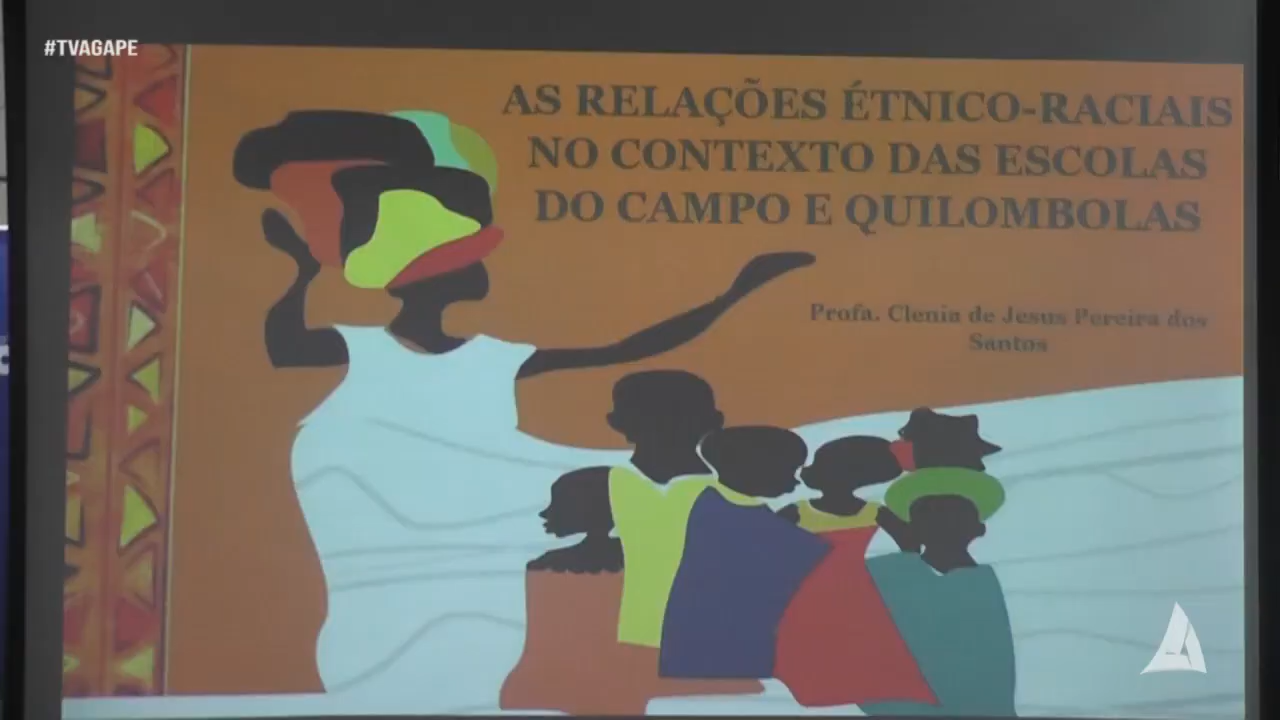 #TVAGAPE
AS RELAÇÕES ÉTNICO-RACIAIS
NO CONTEXTO DAS ESCOLAS
DO CAMPO E QUILOMBOLAS
Profa. Clenia de Jesus Pereira dos
Santos